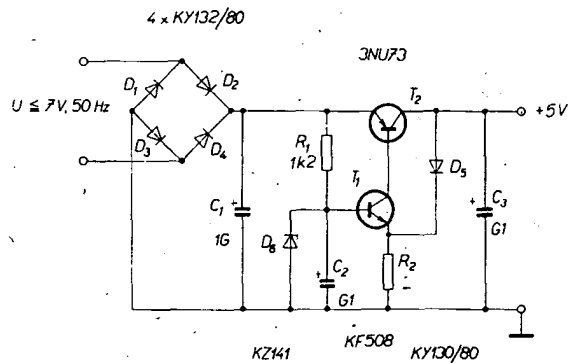 4 x KY132/80
3NU73
D1
D2
T2
U ≦ 7V, 50 Hz
+5V
D3
D4
R1
1k2
T1
D5
C1
+
1G
D6
+
C2
G1
R2
–
+
C3
G1
KZ141
KF508
KY130/80